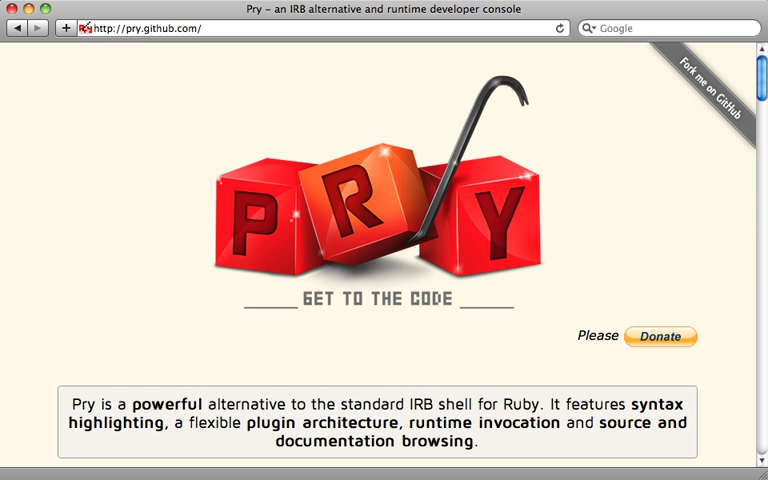 Pry – an IRB alternative and runtime developer console
http://pry.github.com/
Google
Fork me on GitHub
PRY
GET TO THE CODE
Please Donate
Pry is a powerful alternative to the standard IRB shell for Ruby. It features syntax
highlighting, a flexible plugin architecture, runtime invocation and source and
documentation browsing.